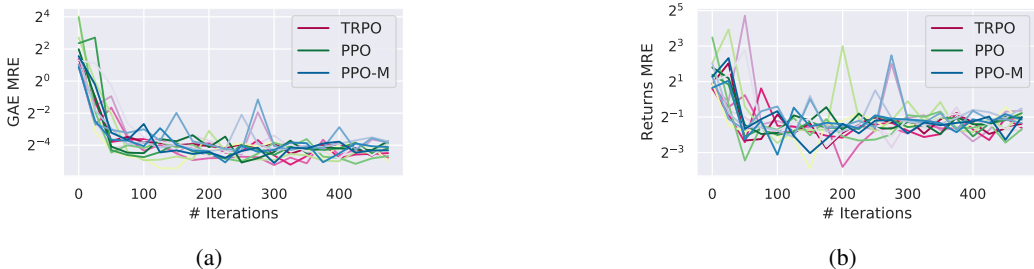 2^4
2^2
2^0
2^−2
2^−4
GAE MRE
0 100 200 300 400
# Iterations
TRPO
PPO
PPO-M
(a)
2^5
2^3
2^1
2^−1
2^−3
Returns MRE
0 100 200 300 400
# Iterations
TRPO
PPO
PPO-M
(b)